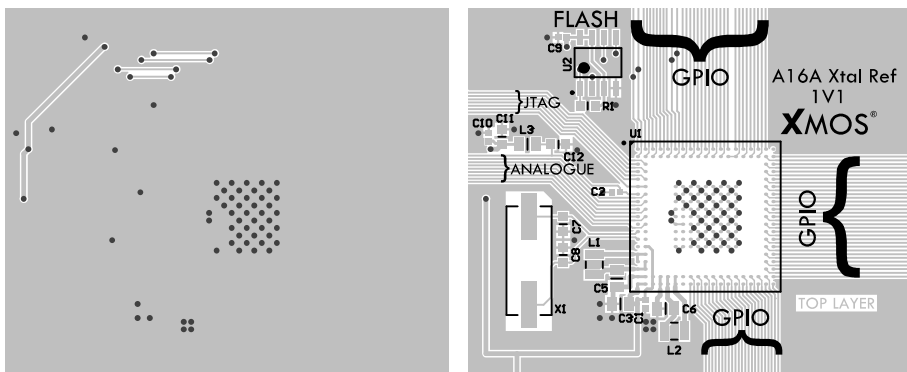 FLASH
C9
U2
GPIO
A16A Xtal Ref
1V1
XMOS®
R1
JTAG
C10
C11
L3
C12
U1
ANALOGUE
C2
GPIO
C7
C8
L1
C5
X1
C3
C1
C6
L2
GPIO
TOP LAYER